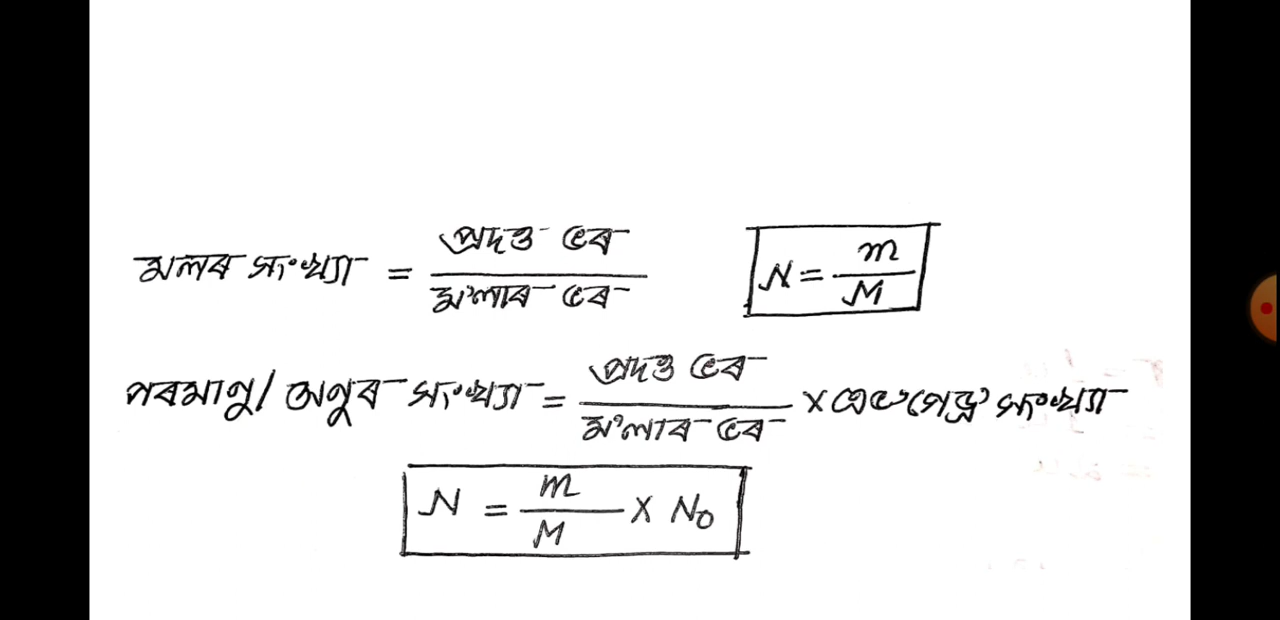 মলৰ সংখ্যা = প্ৰদত্ত ভৰ / ম'লাৰ ভৰ
N = m / M
পৰমাণু / অণুৰ সংখ্যা = প্ৰদত্ত ভৰ / ম'লাৰ ভৰ × এভ'গেড্ৰ' সংখ্যা
N = m / M × N₀